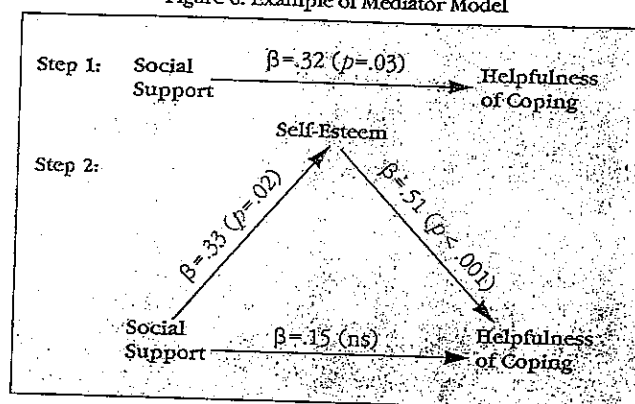 Figure 6. Example of Mediator Model
Step 1:
Social
Support
β=.32 (p=.03)
Helpfulness
of Coping
Self-Esteem
Step 2:
β=.33 (p=.02)
β=.51 (p<.001)
Social
Support
β=.15 (ns)
Helpfulness
of Coping